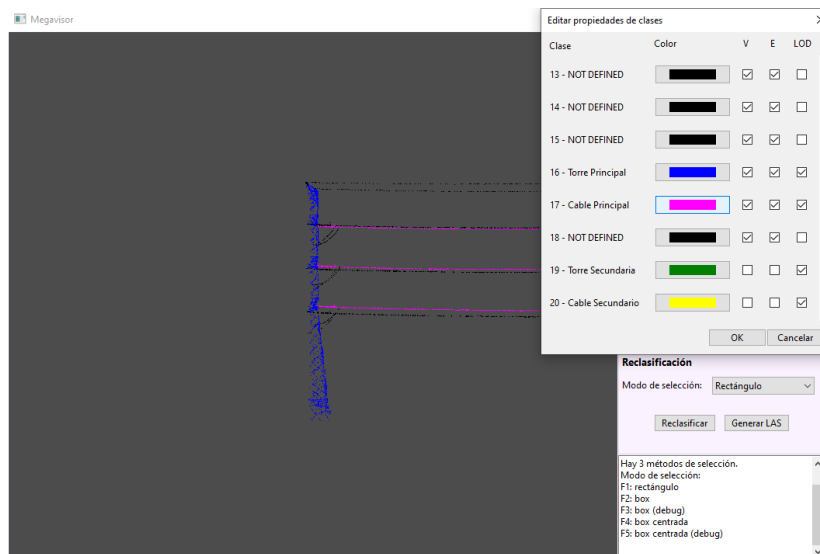 Megavisor
Editar propiedades de clases
Clase Color V E LOD
13 - NOT DEFINED
14 - NOT DEFINED
15 - NOT DEFINED
16 - Torre Principal
17 - Cable Principal
18 - NOT DEFINED
19 - Torre Secundaria
20 - Cable Secundario
OK Cancelar
Reclasificación
Modo de selección: Rectángulo
Reclasificar Generar LAS
Hay 3 métodos de selección.
Modo de selección:
F1: rectángulo
F2: box
F3: box (debug)
F4: box centrada
F5: box centrada (debug)